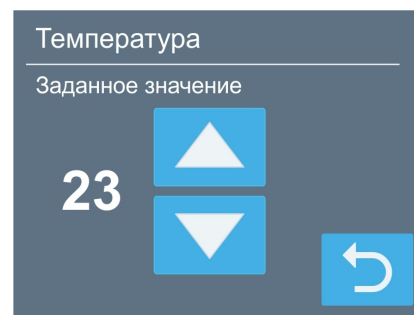 Температура
Заданное значение
23